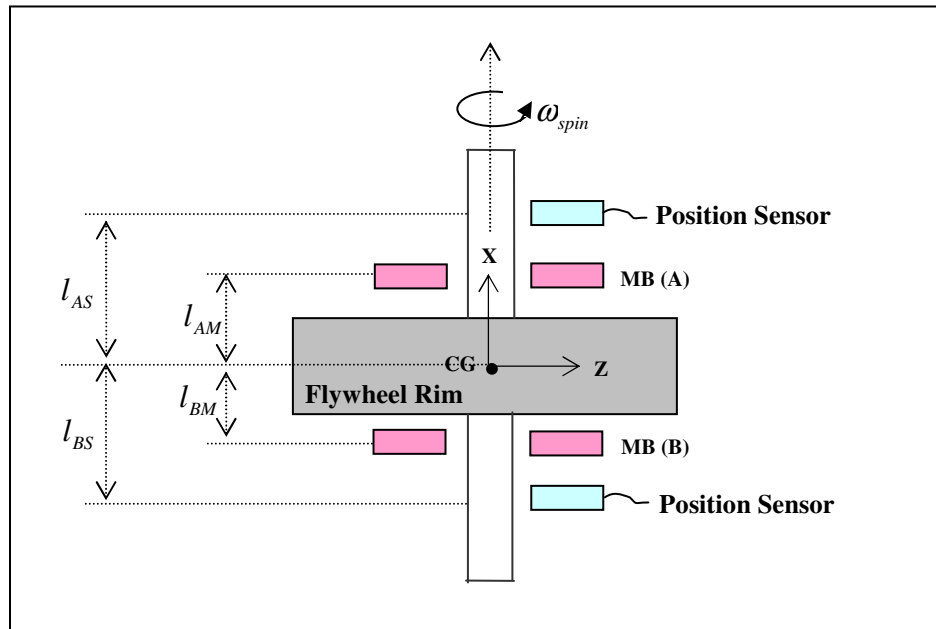 ω_spin
Position Sensor
X
MB (A)
l_AS
l_AM
CG
Z
Flywheel Rim
l_BM
l_BS
MB (B)
Position Sensor